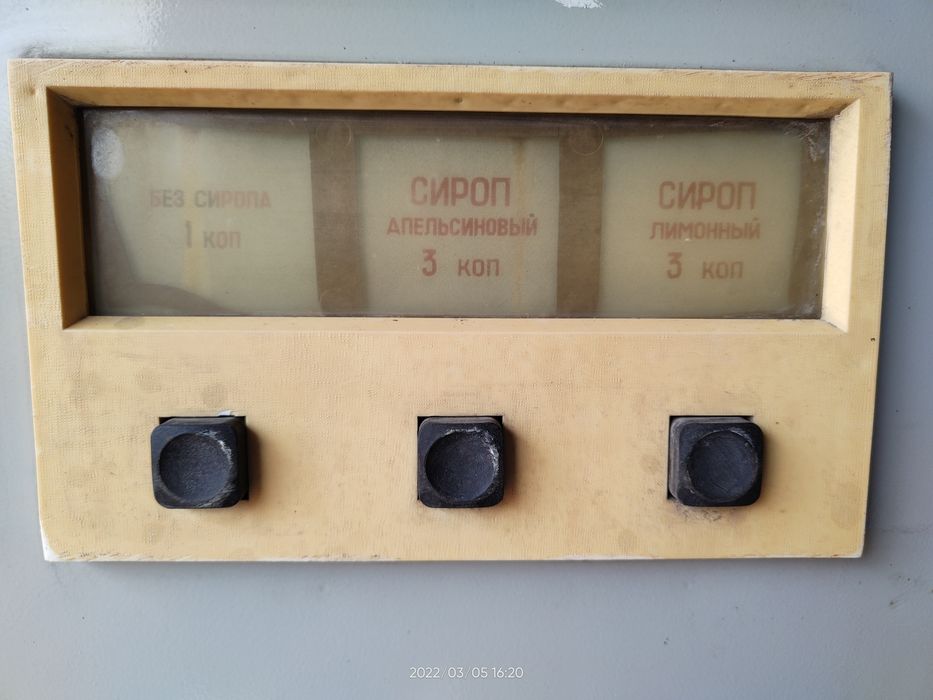 БЕЗ СИРОПА
1 КОП
СИРОП
АПЕЛЬСИНОВЫЙ
3 КОП
СИРОП
ЛИМОННЫЙ
3 КОП
2022/03/05 16:20